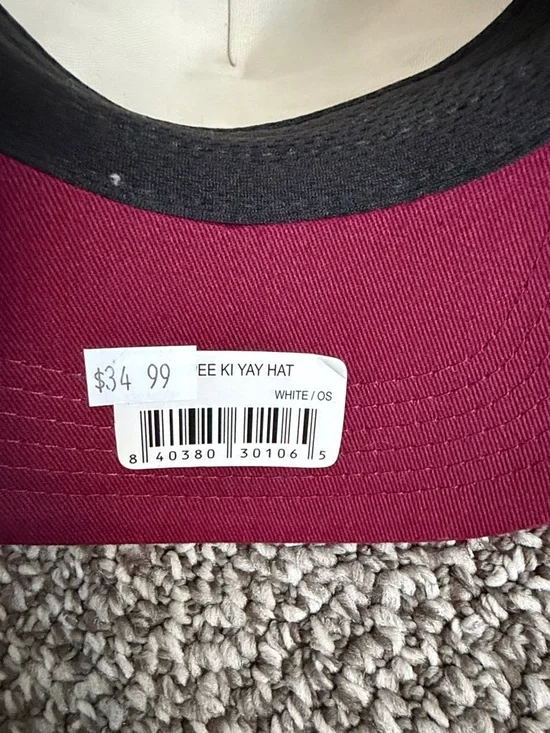 $34 99
EE KI YAY HAT
WHITE / OS
8 40380 30106 5